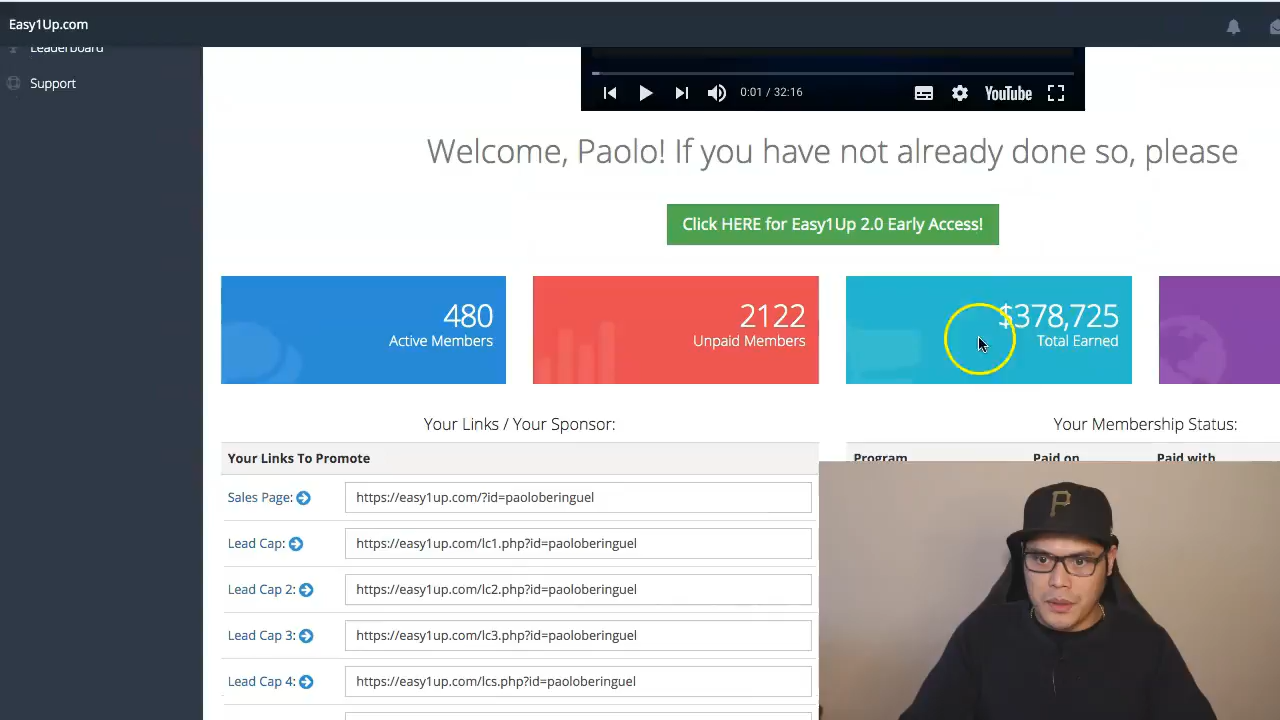 Easy1Up.com
Leaderboard
Support
0:01 / 32:16
YouTube
Welcome, Paolo! If you have not already done so, please
Click HERE for Easy1Up 2.0 Early Access!
480
Active Members
2122
Unpaid Members
$378,725
Total Earned
Your Links / Your Sponsor:
Your Links To Promote
Sales Page:
https://easy1up.com/?id=paoloberinguel
Lead Cap:
https://easy1up.com/lc1.php?id=paoloberinguel
Lead Cap 2:
https://easy1up.com/lc2.php?id=paoloberinguel
Lead Cap 3:
https://easy1up.com/lc3.php?id=paoloberinguel
Lead Cap 4:
https://easy1up.com/lcs.php?id=paoloberinguel
Your Membership Status:
Program Paid on Paid with
P